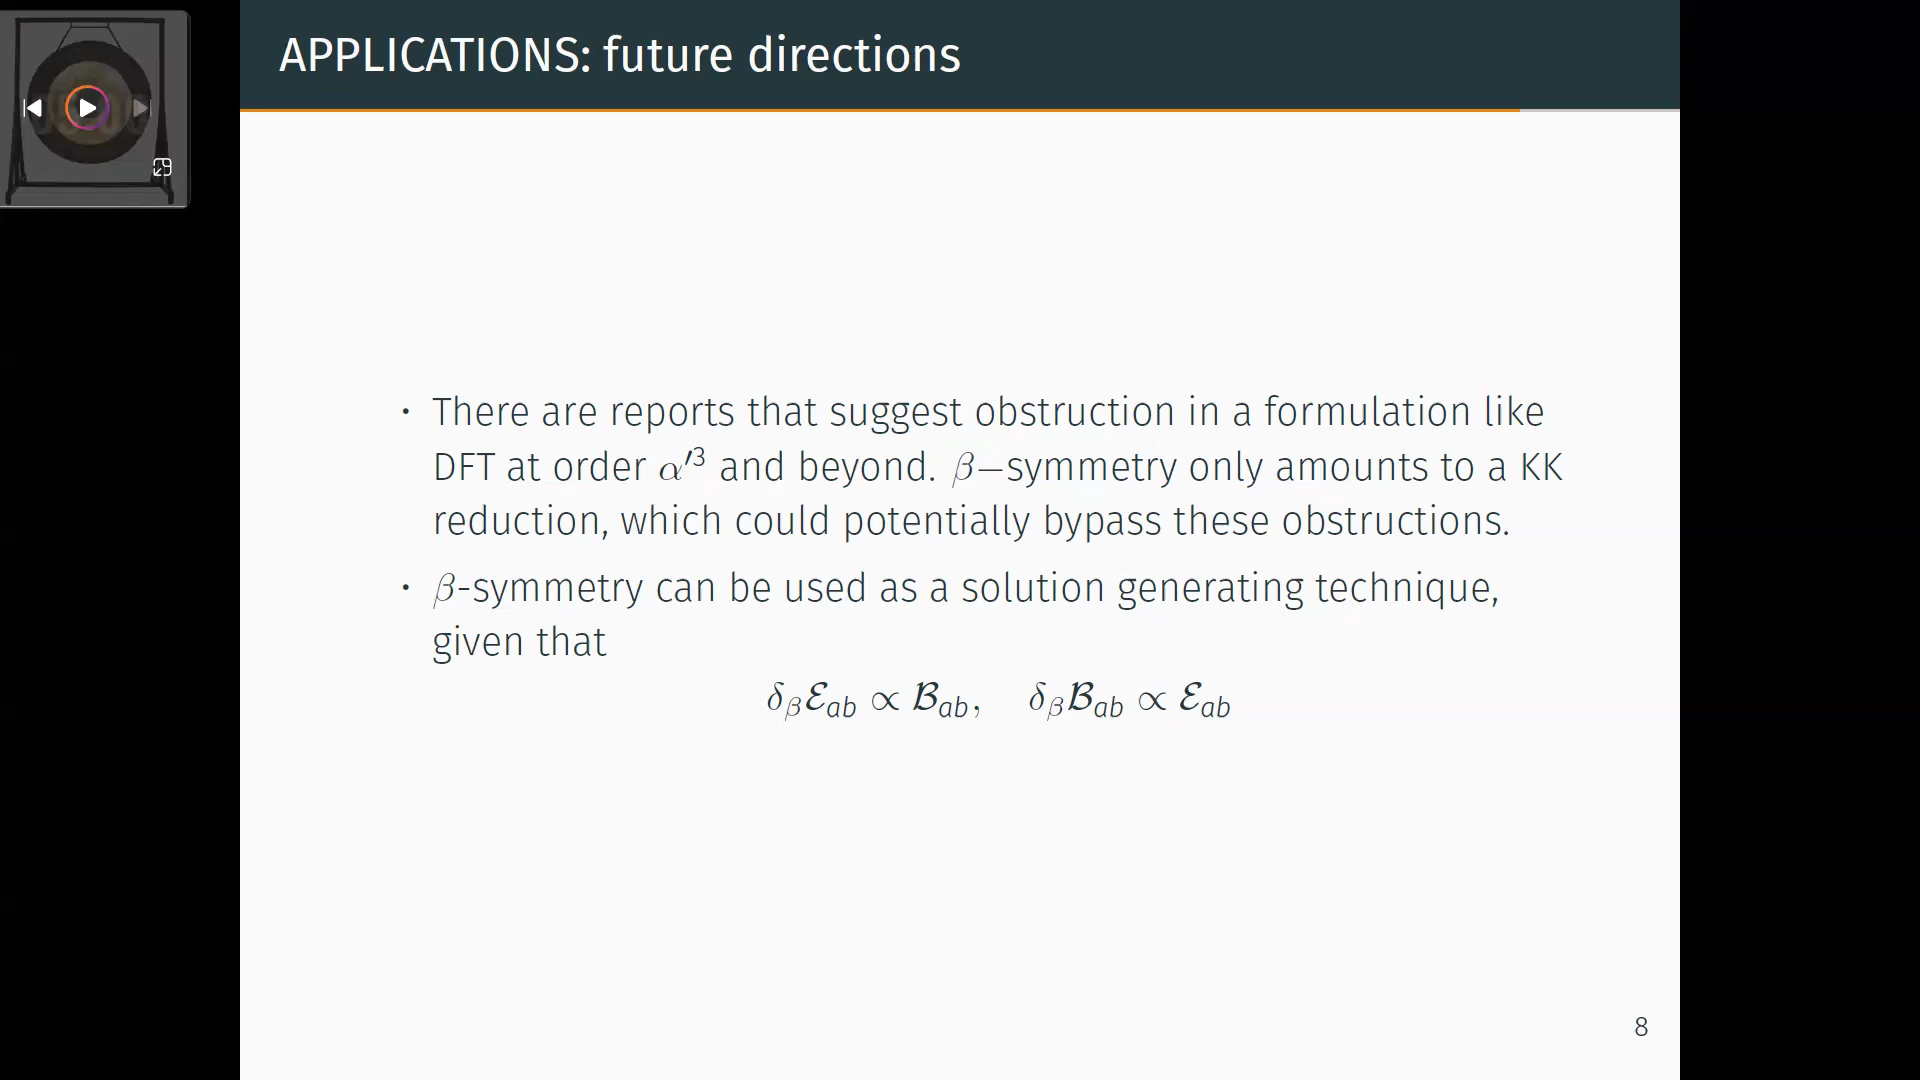 APPLICATIONS: future directions
• There are reports that suggest obstruction in a formulation like
DFT at order α′³ and beyond. β−symmetry only amounts to a KK
reduction, which could potentially bypass these obstructions.
• β-symmetry can be used as a solution generating technique,
given that
δ_β ℰ_ab ∝ ℬ_ab, δ_β ℬ_ab ∝ ℰ_ab
8